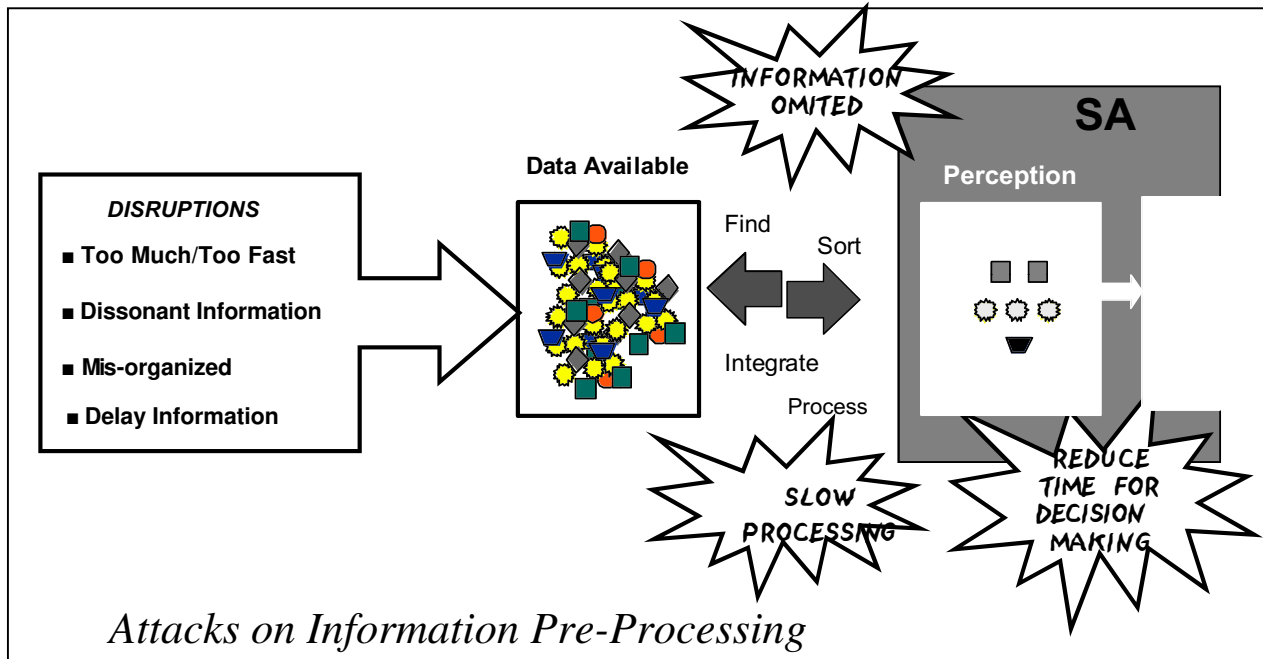 INFORMATION
OMITED
SA
Data Available
Perception
DISRUPTIONS
■ Too Much/Too Fast
■ Dissonant Information
■ Mis-organized
■ Delay Information
Find
Sort
Integrate
Process
SLOW
PROCESSING
REDUCE
TIME FOR
DECISION
MAKING
Attacks on Information Pre-Processing